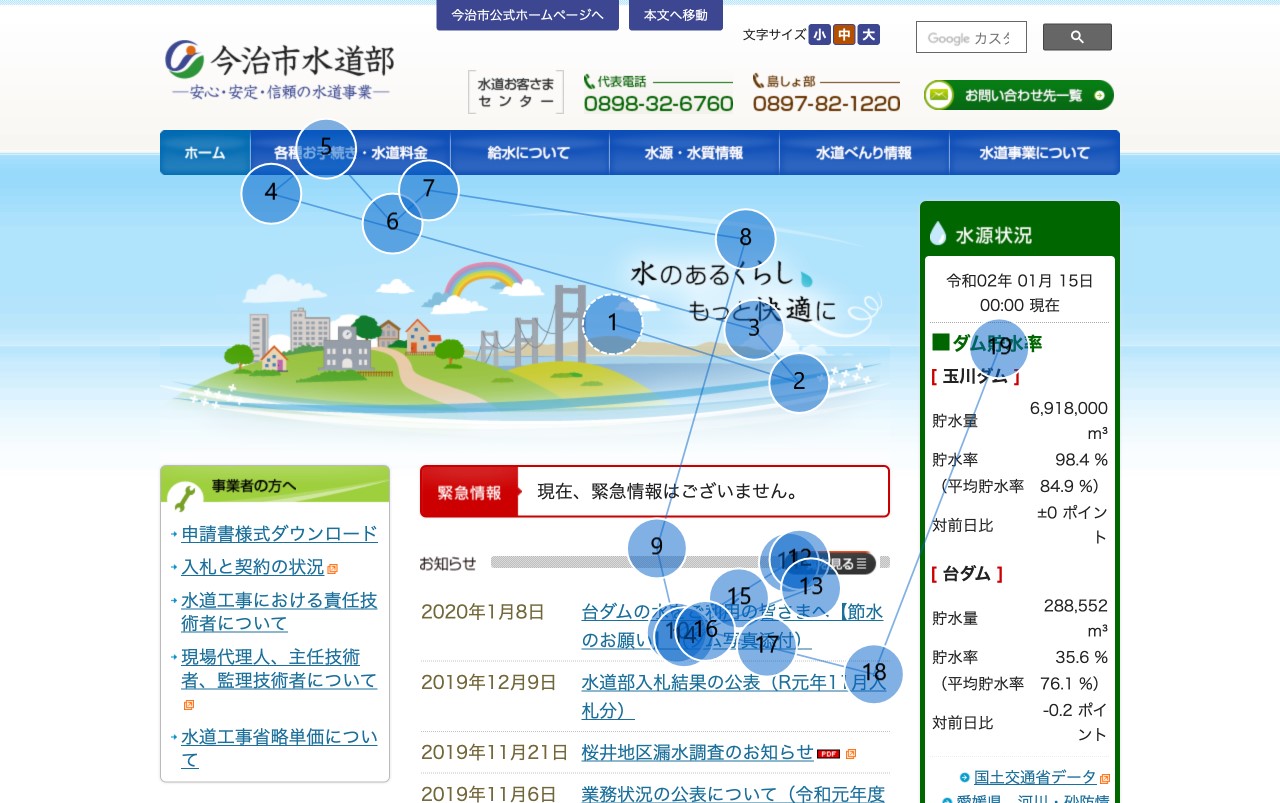 今治市公式ホームページへ
本文へ移動
文字サイズ 小 中 大
Google カスタ
今治市水道部
―安心・安定・信頼の水道事業―
水道お客さま
センター
代表電話
0898-32-6760
島しょ部
0897-82-1220
お問い合わせ先一覧
ホーム
各種お手続き・水道料金
給水について
水源・水質情報
水道べんり情報
水道事業について
4
5
6
7
8
1
3
2
水のあるくらし
もっと快適に
水源状況
令和02年 01月 15日
00:00 現在
19
■ダム貯水率
[ 玉川ダム ]
貯水量 6,918,000
m³
貯水率 98.4 %
（平均貯水率 84.9 %）
対前日比 ±0 ポイン
ト
[ 台ダム ]
貯水量 288,552
m³
貯水率 35.6 %
（平均貯水率 76.1 %）
対前日比 -0.2 ポイ
ント
国土交通省データ
愛媛県 河川・砂防情
事業者の方へ
申請書様式ダウンロード
入札と契約の状況
水道工事における責任技
術者について
現場代理人、主任技術
者、監理技術者について
水道工事省略単価につい
て
緊急情報
現在、緊急情報はございません。
お知らせ
見る
9
12
13
15
16
17
18
2020年1月8日 台ダムの水をご利用の皆さまへ【節水
のお願い】（ダム写真添付）
2019年12月9日 水道部入札結果の公表（R元年11月入
札分）
2019年11月21日 桜井地区漏水調査のお知らせ PDF
2019年11月6日 業務状況の公表について（令和元年度